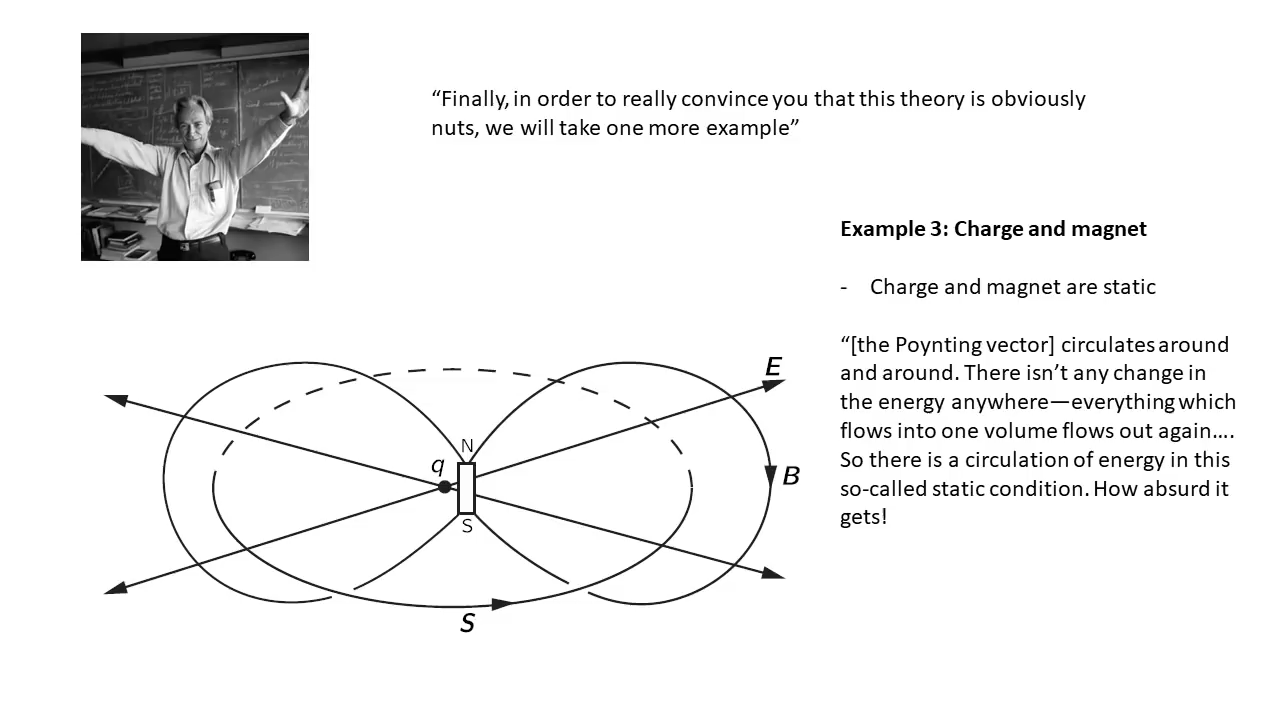 “Finally, in order to really convince you that this theory is obviously
nuts, we will take one more example”
Example 3: Charge and magnet
- Charge and magnet are static
“[the Poynting vector] circulates around
and around. There isn’t any change in
the energy anywhere—everything which
flows into one volume flows out again….
So there is a circulation of energy in this
so-called static condition. How absurd it
gets!
E
N
q
B
S
S